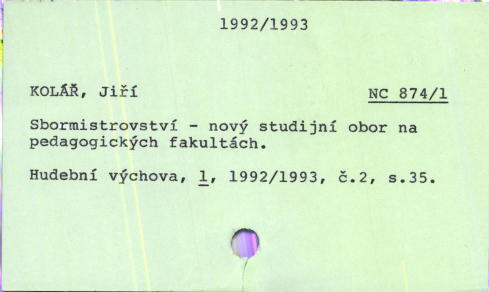 1992/1993
KOLÁŘ, Jiří NC 874/1
Sbormistrovství - nový studijní obor na
pedagogických fakultách.
Hudební výchova, 1, 1992/1993, č.2, s.35.